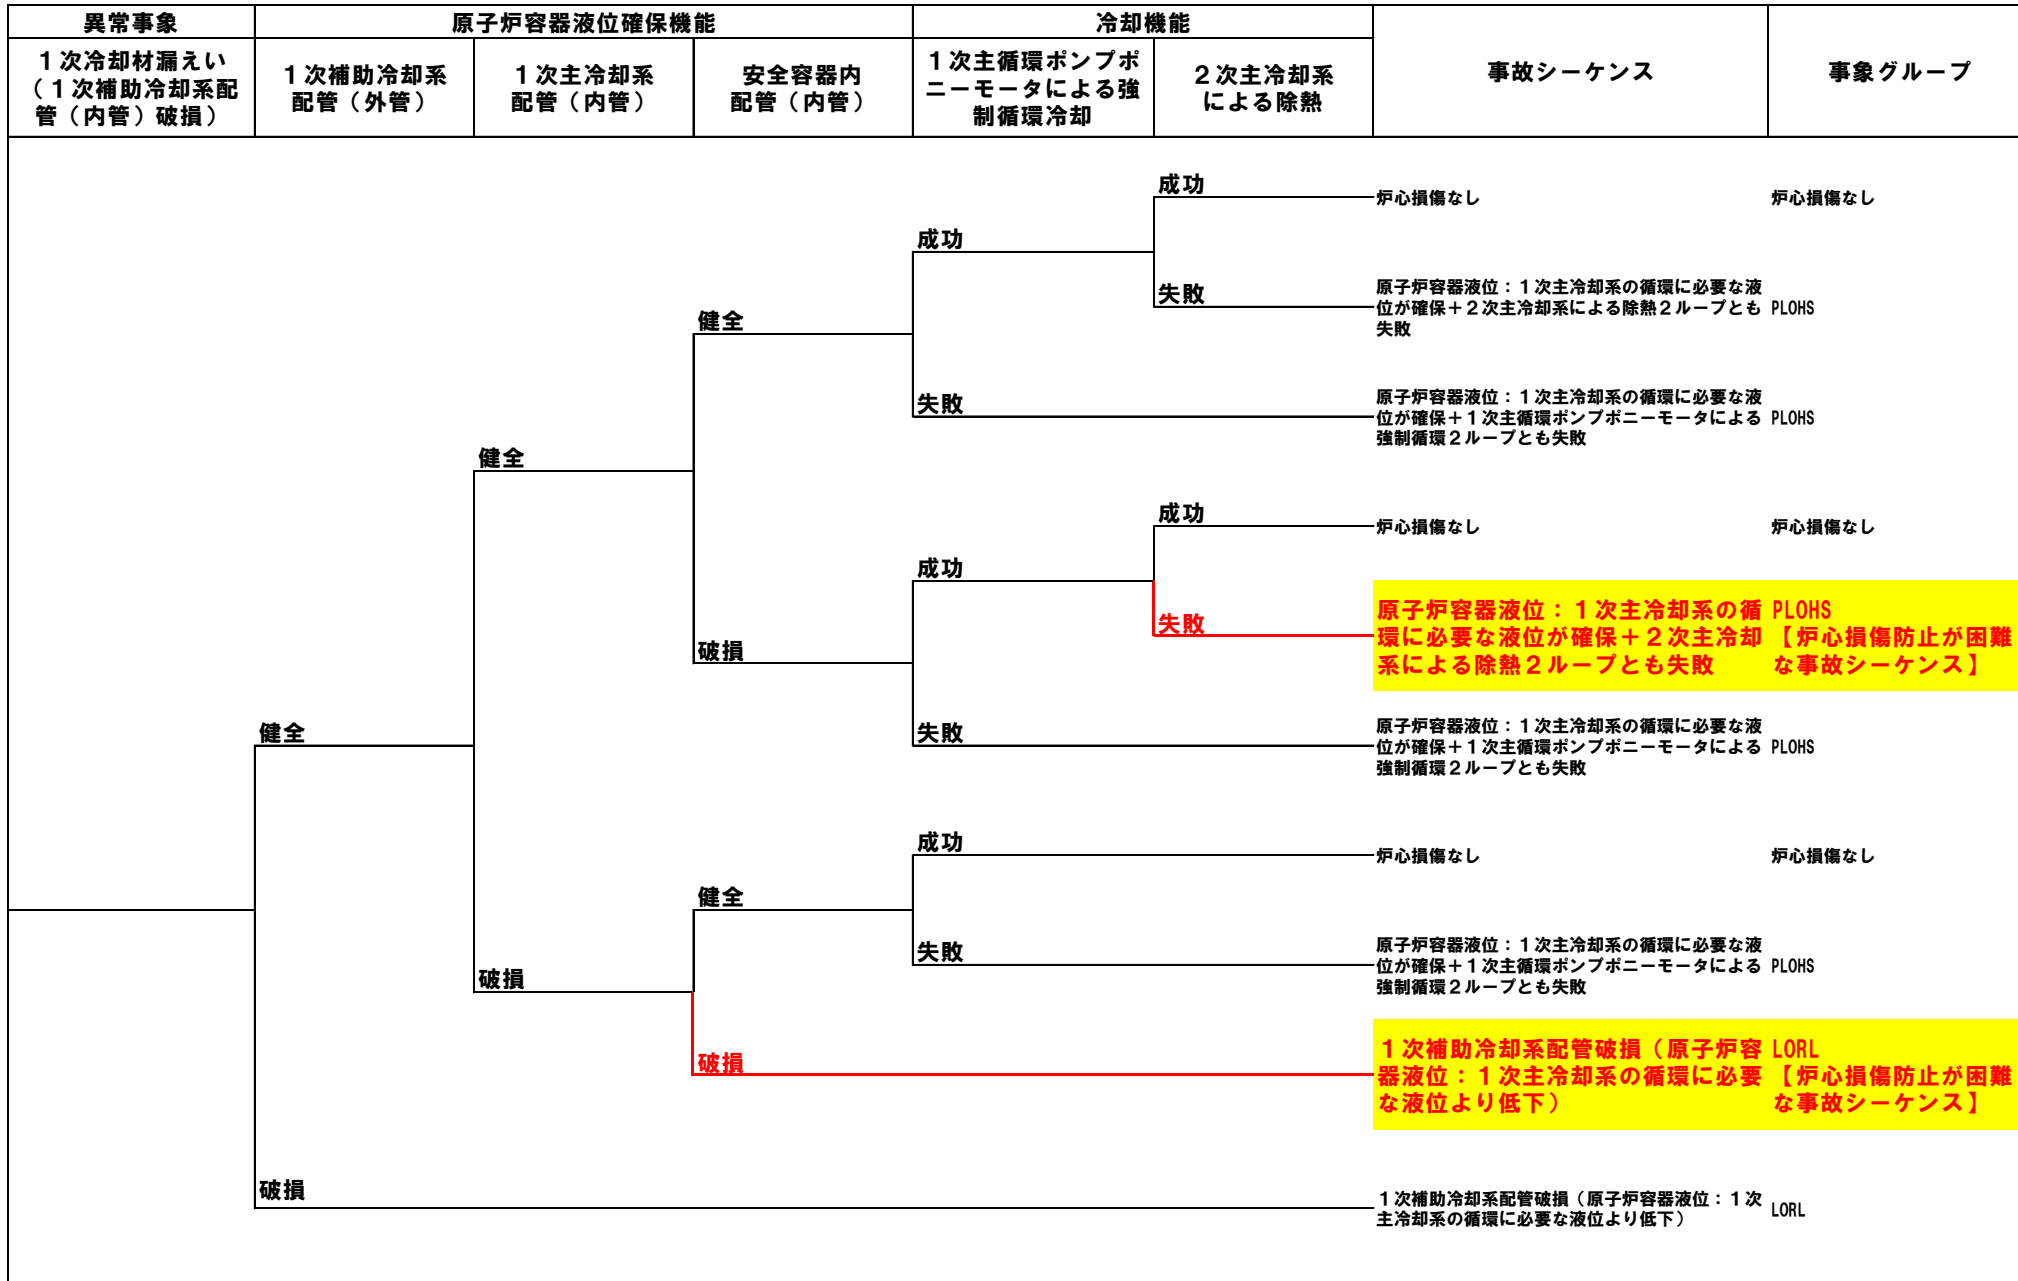 異常事象
原子炉容器液位確保機能
冷却機能
１次冷却材漏えい
（１次補助冷却系配
管（内管）破損）
１次補助冷却系
配管（外管）
１次主冷却系
配管（内管）
安全容器内
配管（内管）
１次主循環ポンプポ
ニーモータによる強
制循環冷却
２次主冷却系
による除熱
事故シーケンス
事象グループ
成功
炉心損傷なし
炉心損傷なし
成功
失敗
原子炉容器液位：１次主冷却系の循環に必要な液
位が確保＋２次主冷却系による除熱２ループとも
失敗
PLOHS
健全
失敗
原子炉容器液位：１次主冷却系の循環に必要な液
位が確保＋１次主循環ポンプポニーモータによる
強制循環２ループとも失敗
PLOHS
健全
成功
炉心損傷なし
炉心損傷なし
成功
失敗
原子炉容器液位：１次主冷却系の循
環に必要な液位が確保＋２次主冷却
系による除熱２ループとも失敗
PLOHS
【炉心損傷防止が困難
な事故シーケンス】
破損
健全
失敗
原子炉容器液位：１次主冷却系の循環に必要な液
位が確保＋１次主循環ポンプポニーモータによる
強制循環２ループとも失敗
PLOHS
成功
炉心損傷なし
炉心損傷なし
健全
失敗
原子炉容器液位：１次主冷却系の循環に必要な液
位が確保＋１次主循環ポンプポニーモータによる
強制循環２ループとも失敗
PLOHS
破損
破損
１次補助冷却系配管破損（原子炉容
器液位：１次主冷却系の循環に必要
な液位より低下）
LORL
【炉心損傷防止が困難
な事故シーケンス】
破損
１次補助冷却系配管破損（原子炉容器液位：１次
主冷却系の循環に必要な液位より低下）
LORL